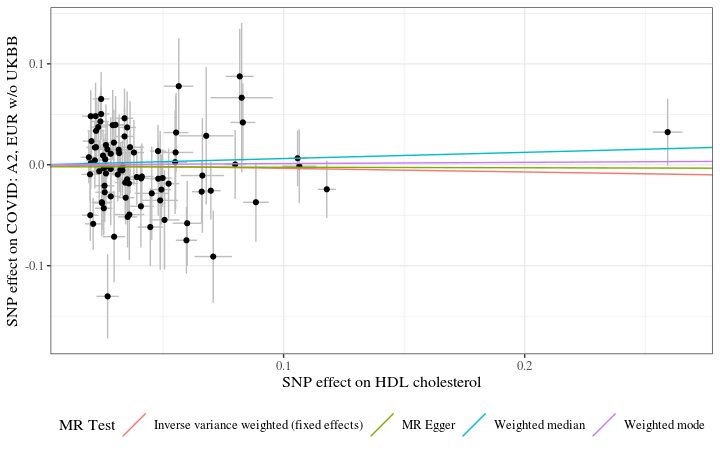 SNP effect on COVID: A2, EUR w/o UKBB
0.1
0.0
-0.1
0.1
0.2
SNP effect on HDL cholesterol
MR Test
Inverse variance weighted (fixed effects)
MR Egger
Weighted median
Weighted mode